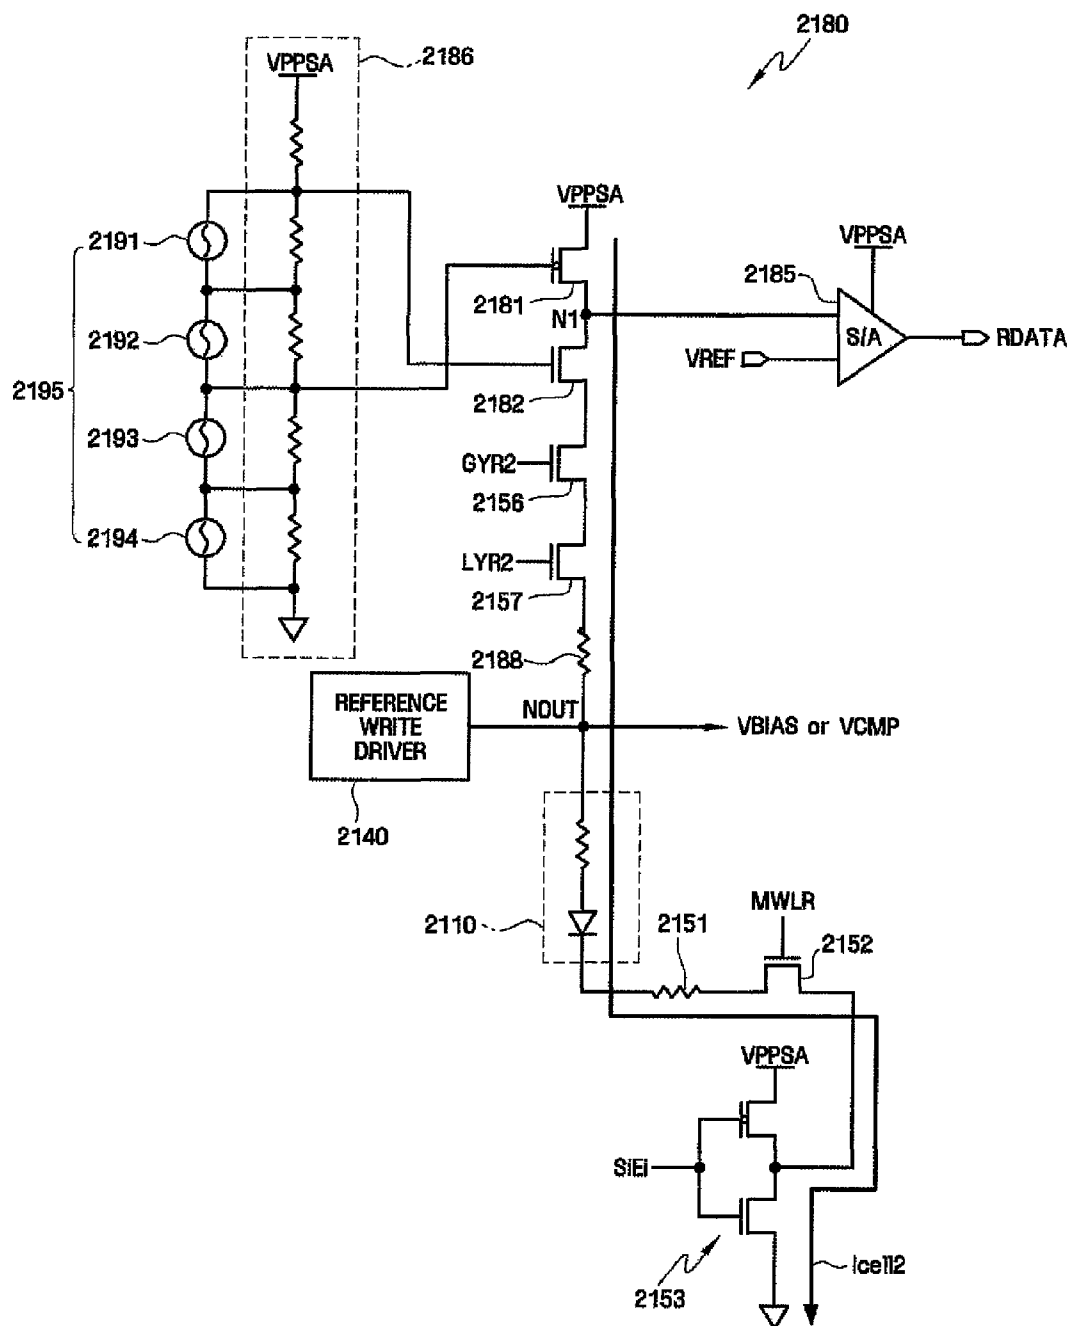 2180
VPPSA
2186
2191
2192
2193
2194
2195
VPPSA
2181
N1
2182
GYR2
2156
LYR2
2157
2188
VPPSA
2185
S/A
VREF
RDATA
REFERENCE
WRITE
DRIVER
2140
NOUT
VBIAS or VCMP
2110
2151
MWLR
2152
VPPSA
SiEi
2153
Icell2